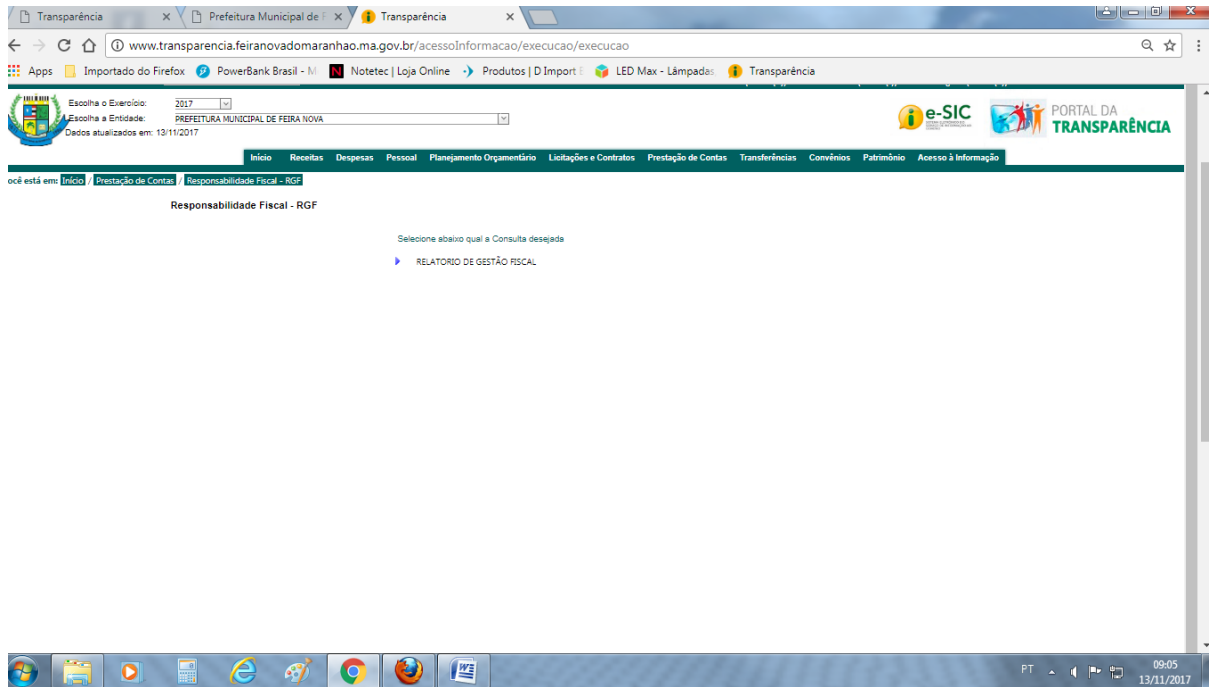 Transparência
Prefeitura Municipal de F
Transparência
www.transparencia.feiranovadomaranhao.ma.gov.br/acessoInformacao/execucao/execucao
Apps
Importado do Firefox
PowerBank Brasil - M
Notetec | Loja Online
Produtos | D Import E
LED Max - Lâmpadas
Transparência
Escolha o Exercício: 2017
Escolha a Entidade: PREFEITURA MUNICIPAL DE FEIRA NOVA
Dados atualizados em: 13/11/2017
e-SIC
PORTAL DA
TRANSPARÊNCIA
Início Receitas Despesas Pessoal Planejamento Orçamentário Licitações e Contratos Prestação de Contas Transferências Convênios Patrimônio Acesso à Informação
ocê está em: Início / Prestação de Contas / Responsabilidade Fiscal - RGF
Responsabilidade Fiscal - RGF
Selecione abaixo qual a Consulta desejada
RELATORIO DE GESTÃO FISCAL
PT
09:05
13/11/2017